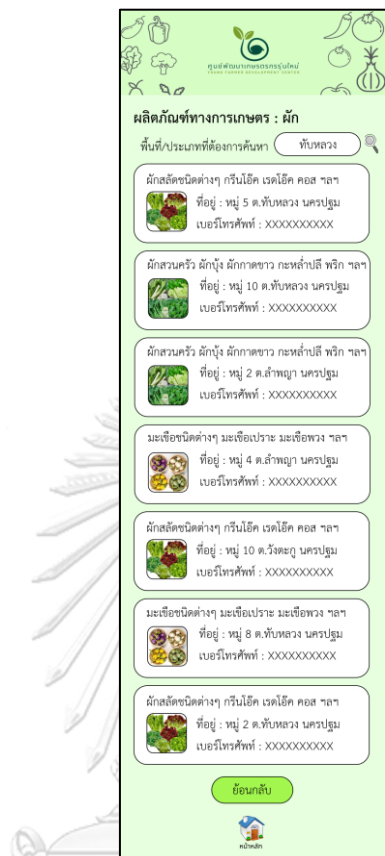 ศูนย์พัฒนาเกษตรกรรุ่นใหม่
YOUNG FARMER DEVELOPMENT CENTER
ผลิตภัณฑ์ทางการเกษตร : ผัก
พื้นที่/ประเภทที่ต้องการค้นหา ทับหลวง
ผักสลัดชนิดต่างๆ กรีนโอ๊ค เรดโอ๊ค คอส ฯลฯ
ที่อยู่ : หมู่ 5 ต.ทับหลวง นครปฐม
เบอร์โทรศัพท์ : XXXXXXXXXX
ผักสวนครัว ผักบุ้ง ผักกาดขาว กะหล่ำปลี พริก ฯลฯ
ที่อยู่ : หมู่ 10 ต.ทับหลวง นครปฐม
เบอร์โทรศัพท์ : XXXXXXXXXX
ผักสวนครัว ผักบุ้ง ผักกาดขาว กะหล่ำปลี พริก ฯลฯ
ที่อยู่ : หมู่ 2 ต.ลำพญา นครปฐม
เบอร์โทรศัพท์ : XXXXXXXXXX
มะเขือชนิดต่างๆ มะเขือเปราะ มะเขือพวง ฯลฯ
ที่อยู่ : หมู่ 4 ต.ลำพญา นครปฐม
เบอร์โทรศัพท์ : XXXXXXXXXX
ผักสลัดชนิดต่างๆ กรีนโอ๊ค เรดโอ๊ค คอส ฯลฯ
ที่อยู่ : หมู่ 10 ต.วังตะกู นครปฐม
เบอร์โทรศัพท์ : XXXXXXXXXX
มะเขือชนิดต่างๆ มะเขือเปราะ มะเขือพวง ฯลฯ
ที่อยู่ : หมู่ 8 ต.ทับหลวง นครปฐม
เบอร์โทรศัพท์ : XXXXXXXXXX
ผักสลัดชนิดต่างๆ กรีนโอ๊ค เรดโอ๊ค คอส ฯลฯ
ที่อยู่ : หมู่ 2 ต.ทับหลวง นครปฐม
เบอร์โทรศัพท์ : XXXXXXXXXX
ย้อนกลับ
หน้าหลัก